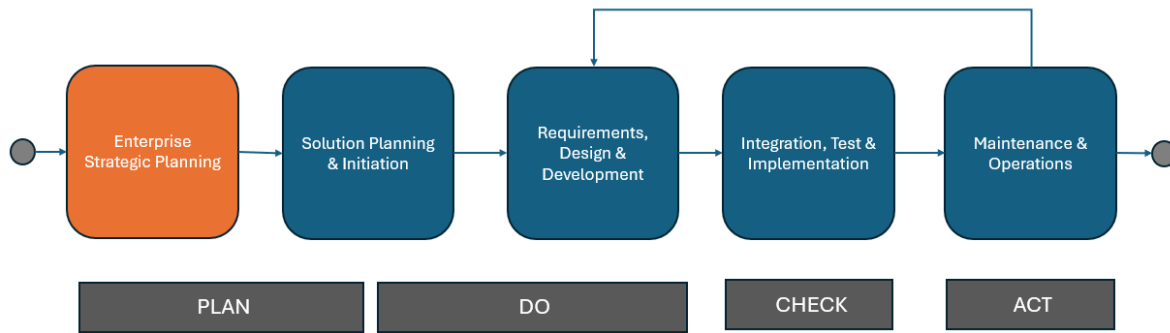 Enterprise
Strategic Planning
Solution Planning
& Initiation
Requirements,
Design &
Development
Integration, Test &
Implementation
Maintenance &
Operations
PLAN
DO
CHECK
ACT